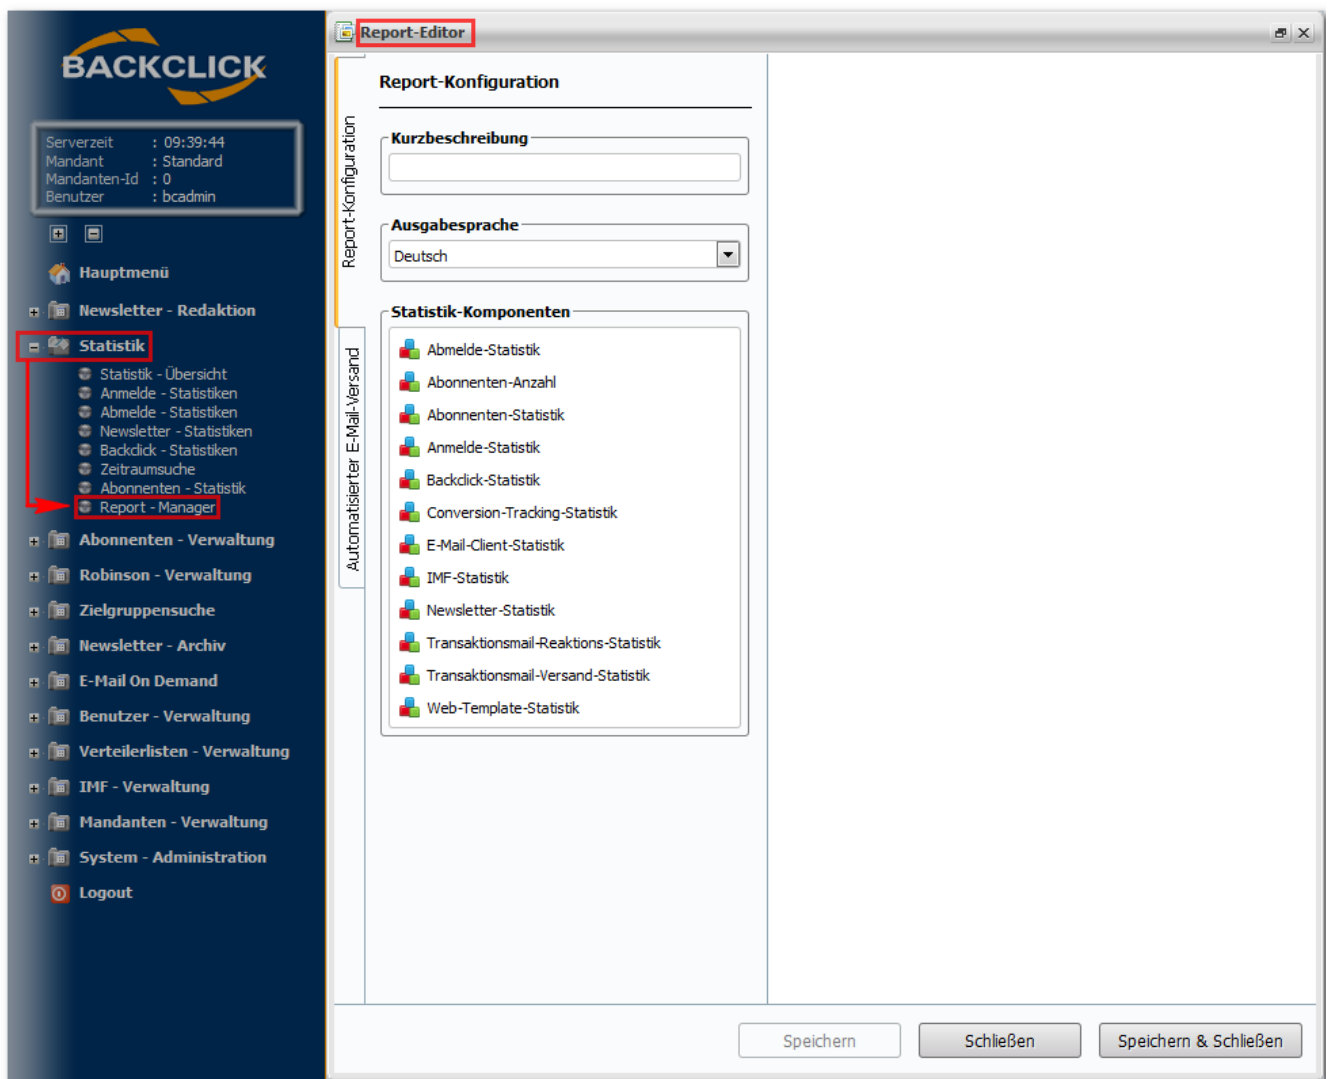 BACKCLICK
Serverzeit : 09:39:44
Mandant : Standard
Mandanten-Id : 0
Benutzer : bcadmin
Hauptmenü
Newsletter - Redaktion
Statistik
Statistik - Übersicht
Anmelde - Statistiken
Abmelde - Statistiken
Newsletter - Statistiken
Backclick - Statistiken
Zeitraumsuche
Abonnenten - Statistik
Report - Manager
Abonnenten - Verwaltung
Robinson - Verwaltung
Zielgruppensuche
Newsletter - Archiv
E-Mail On Demand
Benutzer - Verwaltung
Verteilerlisten - Verwaltung
IMF - Verwaltung
Mandanten - Verwaltung
System - Administration
Logout
Report-Editor
Report-Konfiguration
Automatisierter E-Mail-Versand
Report-Konfiguration
Kurzbeschreibung
Ausgabesprache
Deutsch
Statistik-Komponenten
Abmelde-Statistik
Abonnenten-Anzahl
Abonnenten-Statistik
Anmelde-Statistik
Backclick-Statistik
Conversion-Tracking-Statistik
E-Mail-Client-Statistik
IMF-Statistik
Newsletter-Statistik
Transaktionsmail-Reaktions-Statistik
Transaktionsmail-Versand-Statistik
Web-Template-Statistik
Speichern
Schließen
Speichern & Schließen